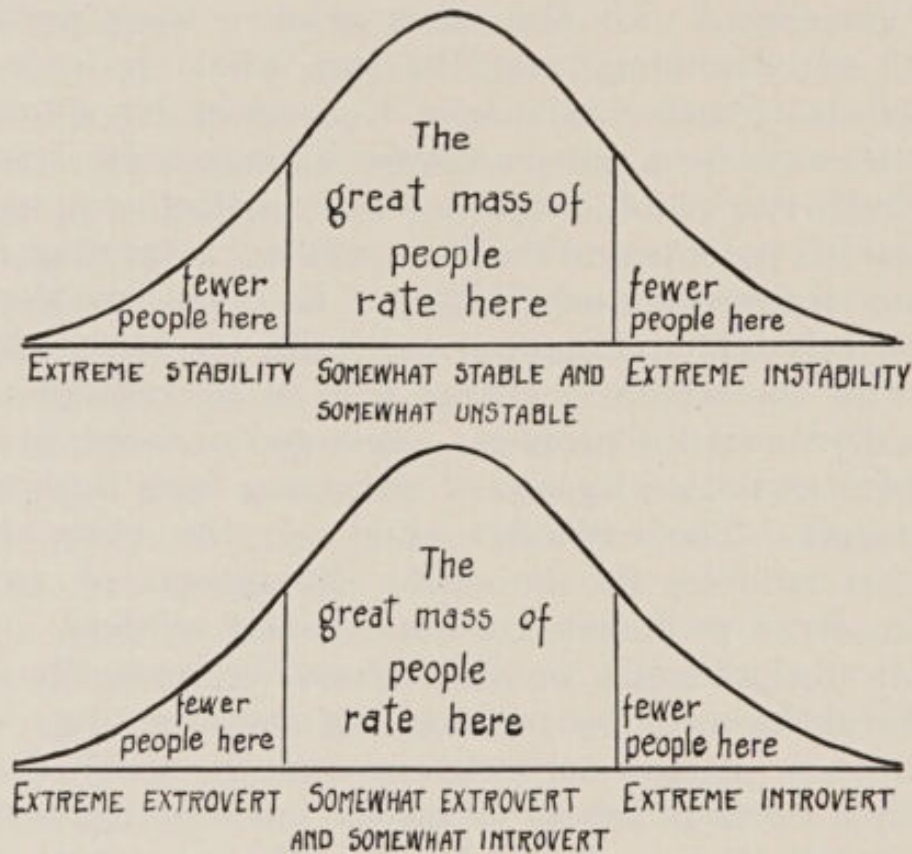 The
great mass of
people
rate here
fewer
people here
fewer
people here
EXTREME STABILITY
SOMEWHAT STABLE AND
SOMEWHAT UNSTABLE
EXTREME INSTABILITY
The
great mass of
people
rate here
fewer
people here
fewer
people here
EXTREME EXTROVERT
SOMEWHAT EXTROVERT
AND SOMEWHAT INTROVERT
EXTREME INTROVERT